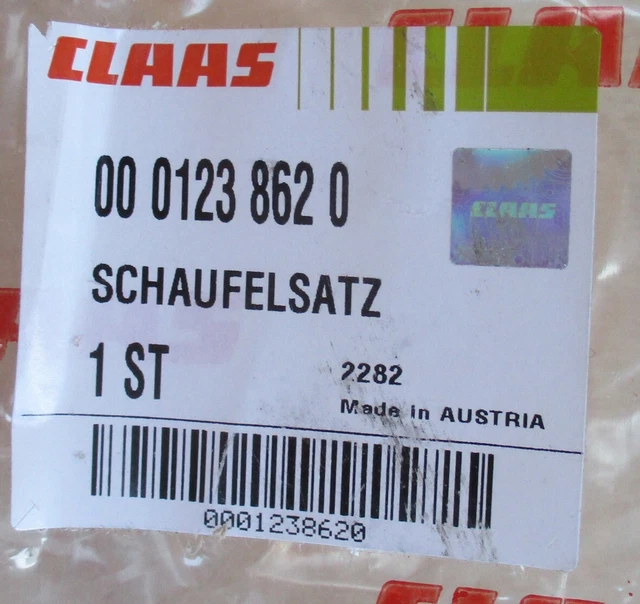 CLAAS
00 0123 862 0
CLAAS
SCHAUFELSATZ
1 ST
2282
Made in AUSTRIA
0001238620